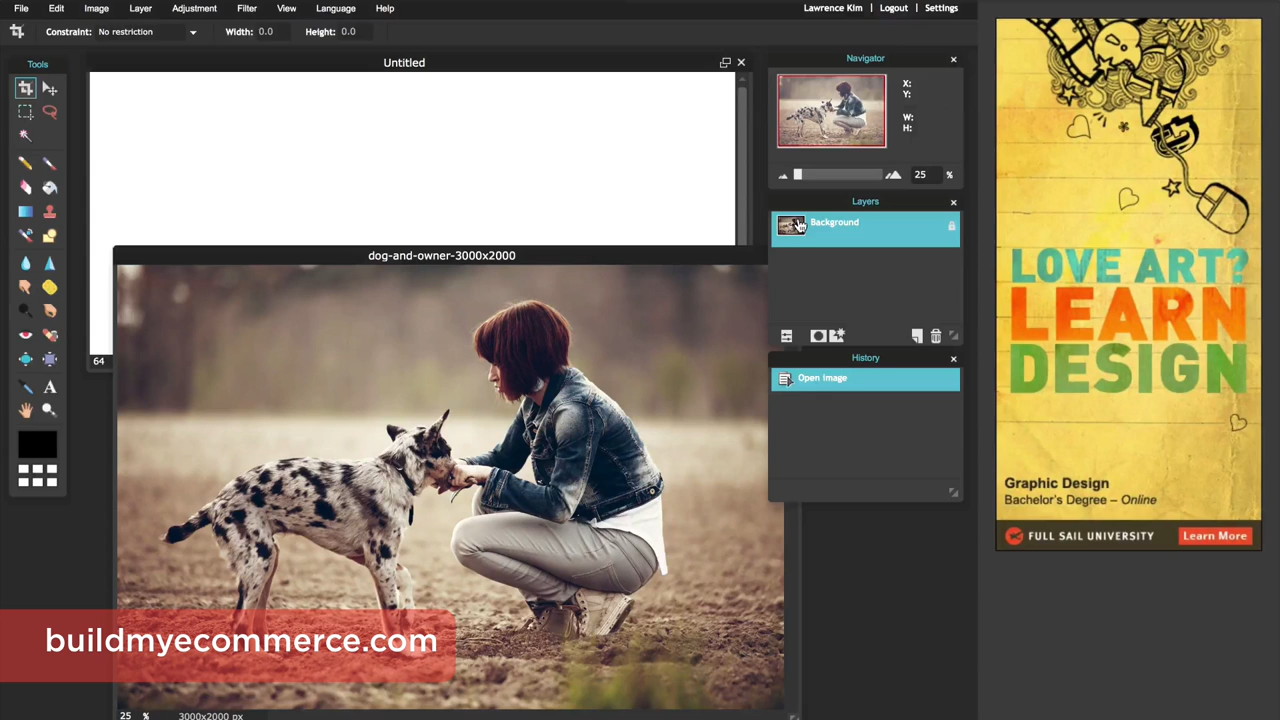 File Edit Image Layer Adjustment Filter View Language Help Lawrence Kim | Logout | Settings
Constraint: No restriction Width: 0.0 Height: 0.0
Tools
Untitled
64
dog-and-owner-3000x2000
25 % 3000x2000 px
Navigator
X:
Y:
W:
H:
25 %
Layers
Background
History
Open image
A
LOVE ART?
LEARN
DESIGN
Graphic Design
Bachelor's Degree – Online
FULL SAIL UNIVERSITY Learn More
buildmyecommerce.com